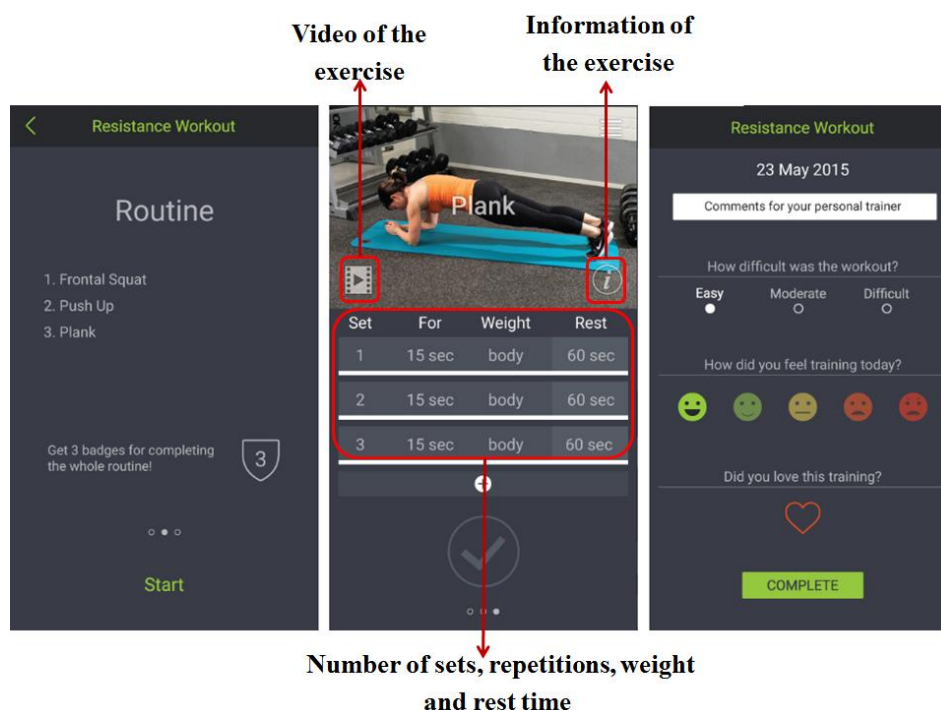 Video of the
exercise
Information of
the exercise
Resistance Workout
Routine
1. Frontal Squat
2. Push Up
3. Plank
Get 3 badges for completing
the whole routine!
3
Start
Plank
i
Set For Weight Rest
1 15 sec body 60 sec
2 15 sec body 60 sec
3 15 sec body 60 sec
Resistance Workout
23 May 2015
Comments for your personal trainer
How difficult was the workout?
Easy Moderate Difficult
How did you feel training today?
Did you love this training?
COMPLETE
Number of sets, repetitions, weight
and rest time